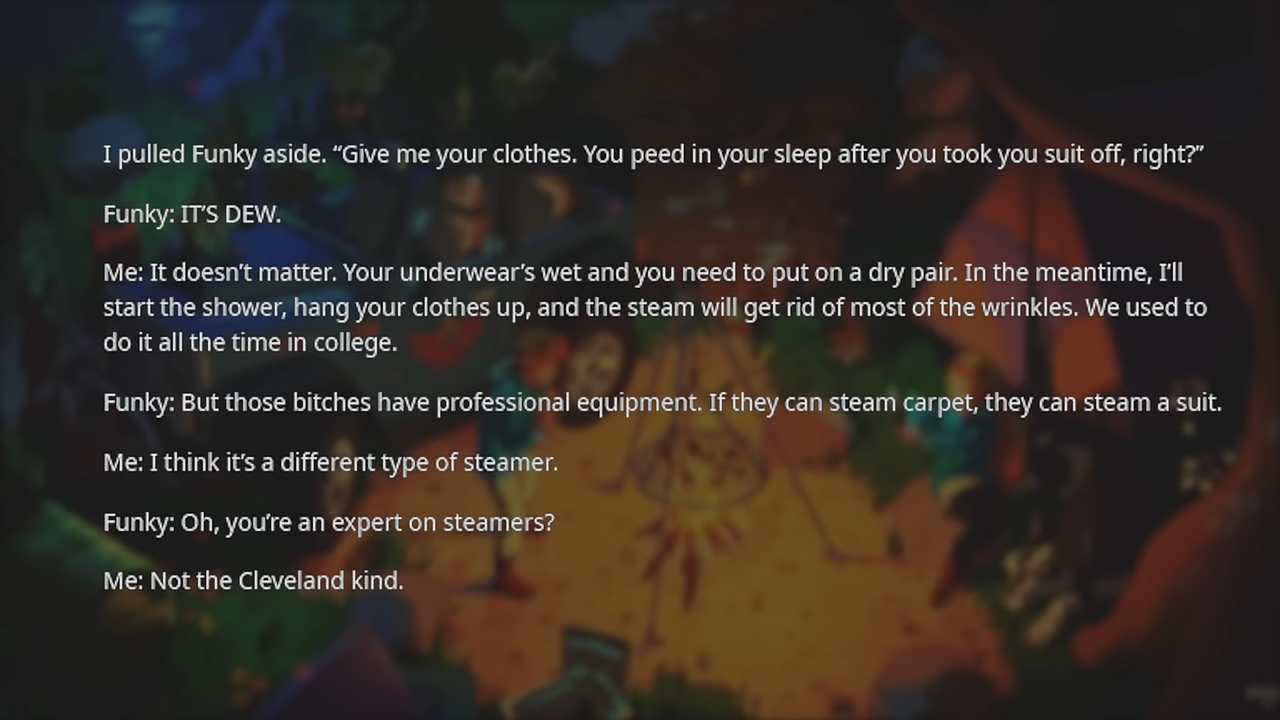 I pulled Funky aside. “Give me your clothes. You peed in your sleep after you took you suit off, right?”
Funky: IT’S DEW.
Me: It doesn’t matter. Your underwear’s wet and you need to put on a dry pair. In the meantime, I’ll
start the shower, hang your clothes up, and the steam will get rid of most of the wrinkles. We used to
do it all the time in college.
Funky: But those bitches have professional equipment. If they can steam carpet, they can steam a suit.
Me: I think it’s a different type of steamer.
Funky: Oh, you’re an expert on steamers?
Me: Not the Cleveland kind.